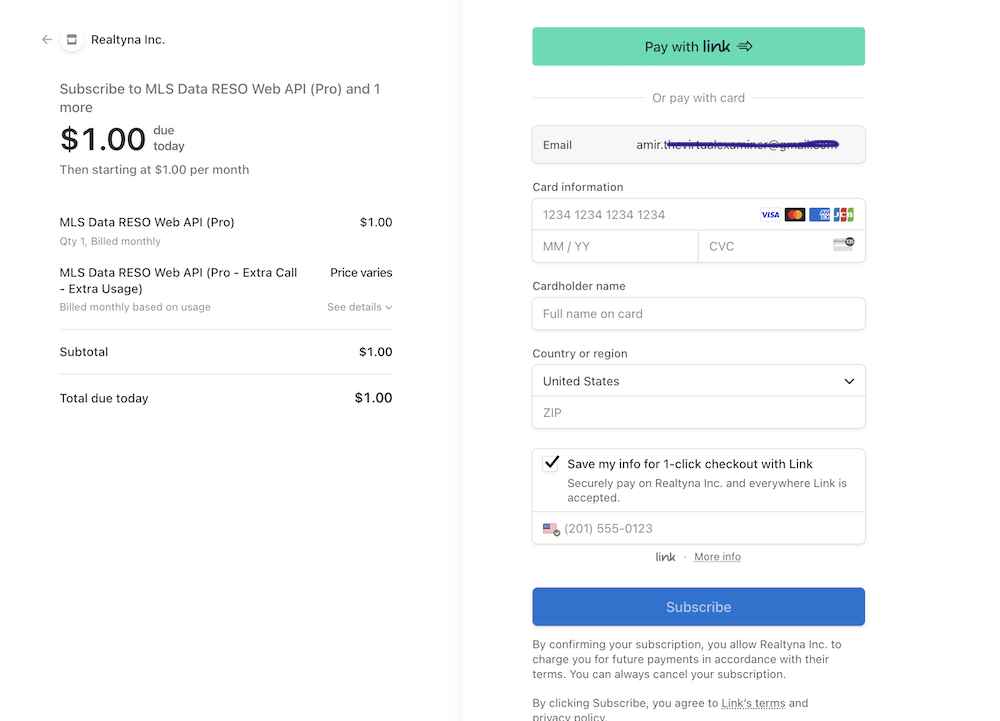 Realtyna Inc.
Subscribe to MLS Data RESO Web API (Pro) and 1
more
$1.00 due
today
Then starting at $1.00 per month
MLS Data RESO Web API (Pro) $1.00
Qty 1, Billed monthly
MLS Data RESO Web API (Pro - Extra Call Price varies
- Extra Usage)
Billed monthly based on usage See details
Subtotal $1.00
Total due today $1.00
Pay with link
Or pay with card
Email amir.
Card information
1234 1234 1234 1234 VISA
MM / YY CVC
Cardholder name
Full name on card
Country or region
United States
ZIP
Save my info for 1-click checkout with Link
Securely pay on Realtyna Inc. and everywhere Link is
accepted.
(201) 555-0123
link · More info
Subscribe
By confirming your subscription, you allow Realtyna Inc. to
charge you for future payments in accordance with their
terms. You can always cancel your subscription.
By clicking Subscribe, you agree to Link's terms and
privacy policy.